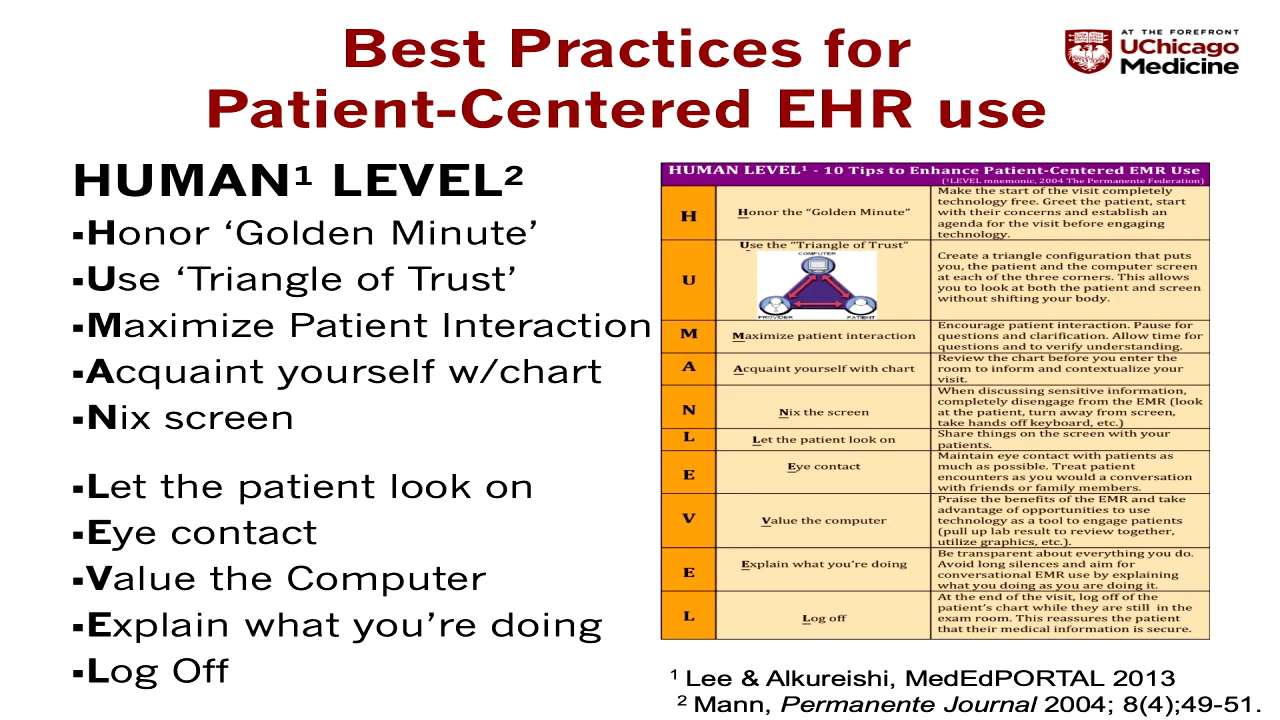 Best Practices for
Patient-Centered EHR use
AT THE FOREFRONT
UChicago
Medicine
HUMAN¹ LEVEL²
▪Honor ‘Golden Minute’
▪Use ‘Triangle of Trust’
▪Maximize Patient Interaction
▪Acquaint yourself w/chart
▪Nix screen
▪Let the patient look on
▪Eye contact
▪Value the Computer
▪Explain what you’re doing
▪Log Off
HUMAN LEVEL¹ - 10 Tips to Enhance Patient-Centered EMR Use
(¹LEVEL mnemonic, 2004 The Permanente Federation)
H
Honor the “Golden Minute”
Make the start of the visit completely
technology free. Greet the patient, start
with their concerns and establish an
agenda for the visit before engaging
technology.
U
Use the “Triangle of Trust”
COMPUTER
PROVIDER
PATIENT
Create a triangle configuration that puts
you, the patient and the computer screen
at each of the three corners. This allows
you to look at both the patient and screen
without shifting your body.
M
Maximize patient interaction
Encourage patient interaction. Pause for
questions and clarification. Allow time for
questions and to verify understanding.
A
Acquaint yourself with chart
Review the chart before you enter the
room to inform and contextualize your
visit.
N
Nix the screen
When discussing sensitive information,
completely disengage from the EMR (look
at the patient, turn away from screen,
take hands off keyboard, etc.)
L
Let the patient look on
Share things on the screen with your
patients.
E
Eye contact
Maintain eye contact with patients as
much as possible. Treat patient
encounters as you would a conversation
with friends or family members.
V
Value the computer
Praise the benefits of the EMR and take
advantage of opportunities to use
technology as a tool to engage patients
(pull up lab result to review together,
utilize graphics, etc.).
E
Explain what you’re doing
Be transparent about everything you do.
Avoid long silences and aim for
conversational EMR use by explaining
what you doing as you are doing it.
L
Log off
At the end of the visit, log off of the
patient’s chart while they are still in the
exam room. This reassures the patient
that their medical information is secure.
¹ Lee & Alkureishi, MedEdPORTAL 2013
² Mann, Permanente Journal 2004; 8(4);49-51.